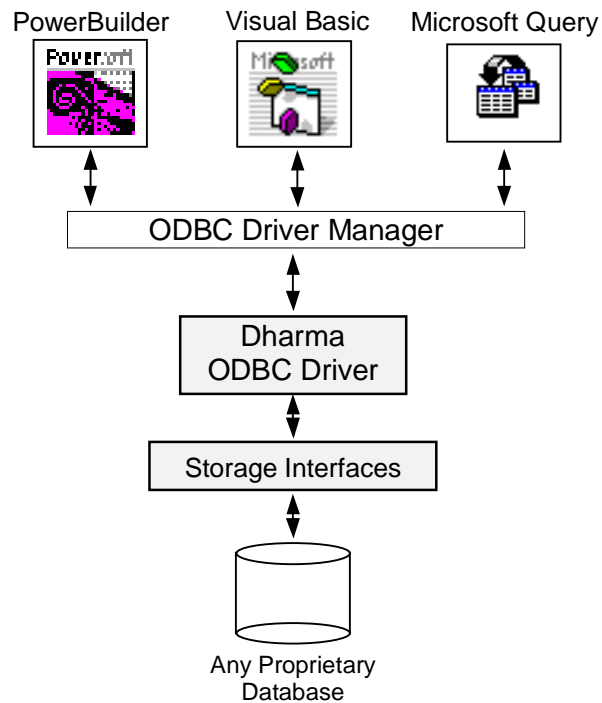 PowerBuilder
Visual Basic
Microsoft Query
ODBC Driver Manager
Dharma
ODBC Driver
Storage Interfaces
Any Proprietary
Database